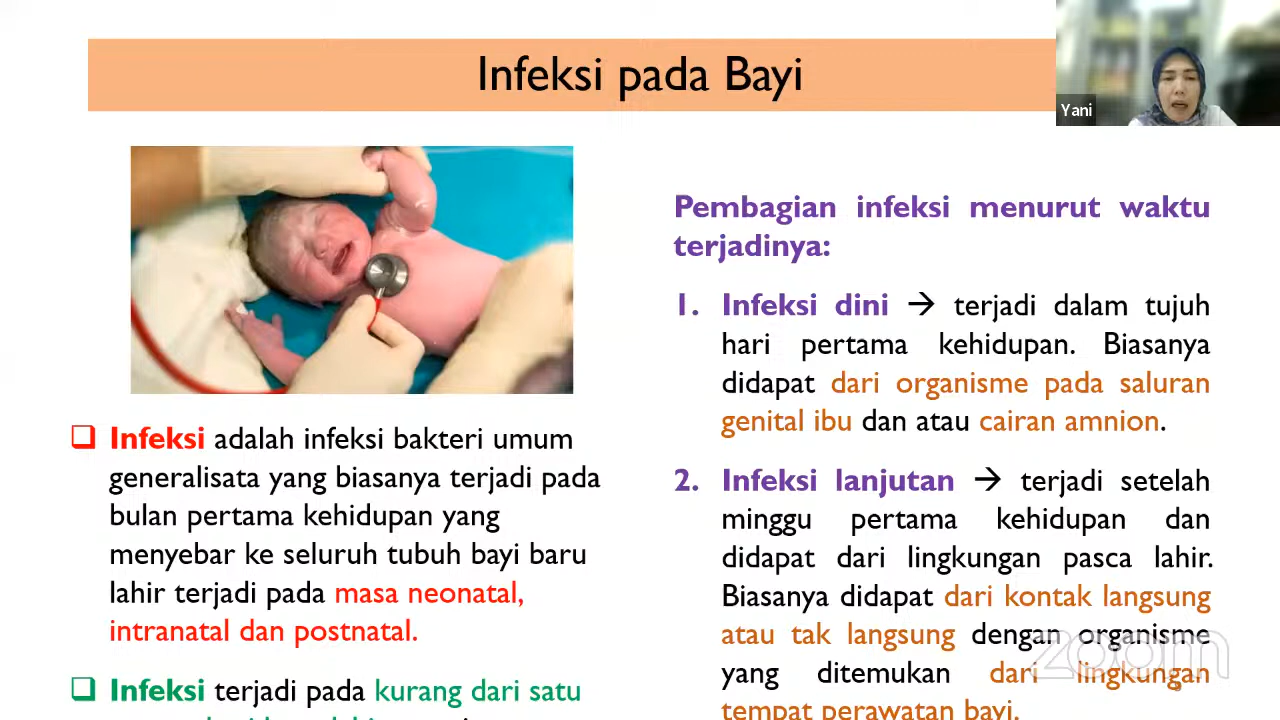 Infeksi pada Bayi
Yani
❑ Infeksi adalah infeksi bakteri umum
generalisata yang biasanya terjadi pada
bulan pertama kehidupan yang
menyebar ke seluruh tubuh bayi baru
lahir terjadi pada masa neonatal,
intranatal dan postnatal.
❑ Infeksi terjadi pada kurang dari satu
Pembagian infeksi menurut waktu
terjadinya:
1. Infeksi dini → terjadi dalam tujuh
hari pertama kehidupan. Biasanya
didapat dari organisme pada saluran
genital ibu dan atau cairan amnion.
2. Infeksi lanjutan → terjadi setelah
minggu pertama kehidupan dan
didapat dari lingkungan pasca lahir.
Biasanya didapat dari kontak langsung
atau tak langsung dengan organisme
yang ditemukan dari lingkungan
tempat perawatan bayi.
zoom